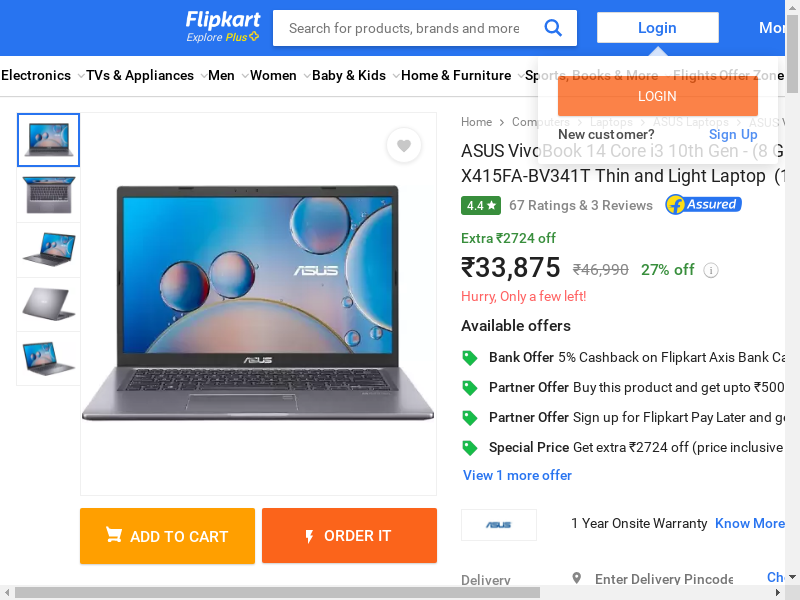 Flipkart
Explore Plus
Search for products, brands and more
Login
Electronics TVs & Appliances Men Women Baby & Kids Home & Furniture Sports, Books & More Flights Offer Zone
LOGIN
New customer? Sign Up
Home Computers Laptops ASUS Laptops ASUS
ASUS VivoBook 14 Core i3 10th Gen - (8 G
X415FA-BV341T Thin and Light Laptop (1
4.4 67 Ratings & 3 Reviews Assured
Extra ₹2724 off
₹33,875 ₹46,990 27% off i
Hurry, Only a few left!
Available offers
Bank Offer 5% Cashback on Flipkart Axis Bank Ca
Partner Offer Buy this product and get upto ₹500
Partner Offer Sign up for Flipkart Pay Later and ge
Special Price Get extra ₹2724 off (price inclusive
View 1 more offer
ASUS
ASUS
ASUS
1 Year Onsite Warranty Know More
ADD TO CART
ORDER IT
Delivery
Enter Delivery Pincode